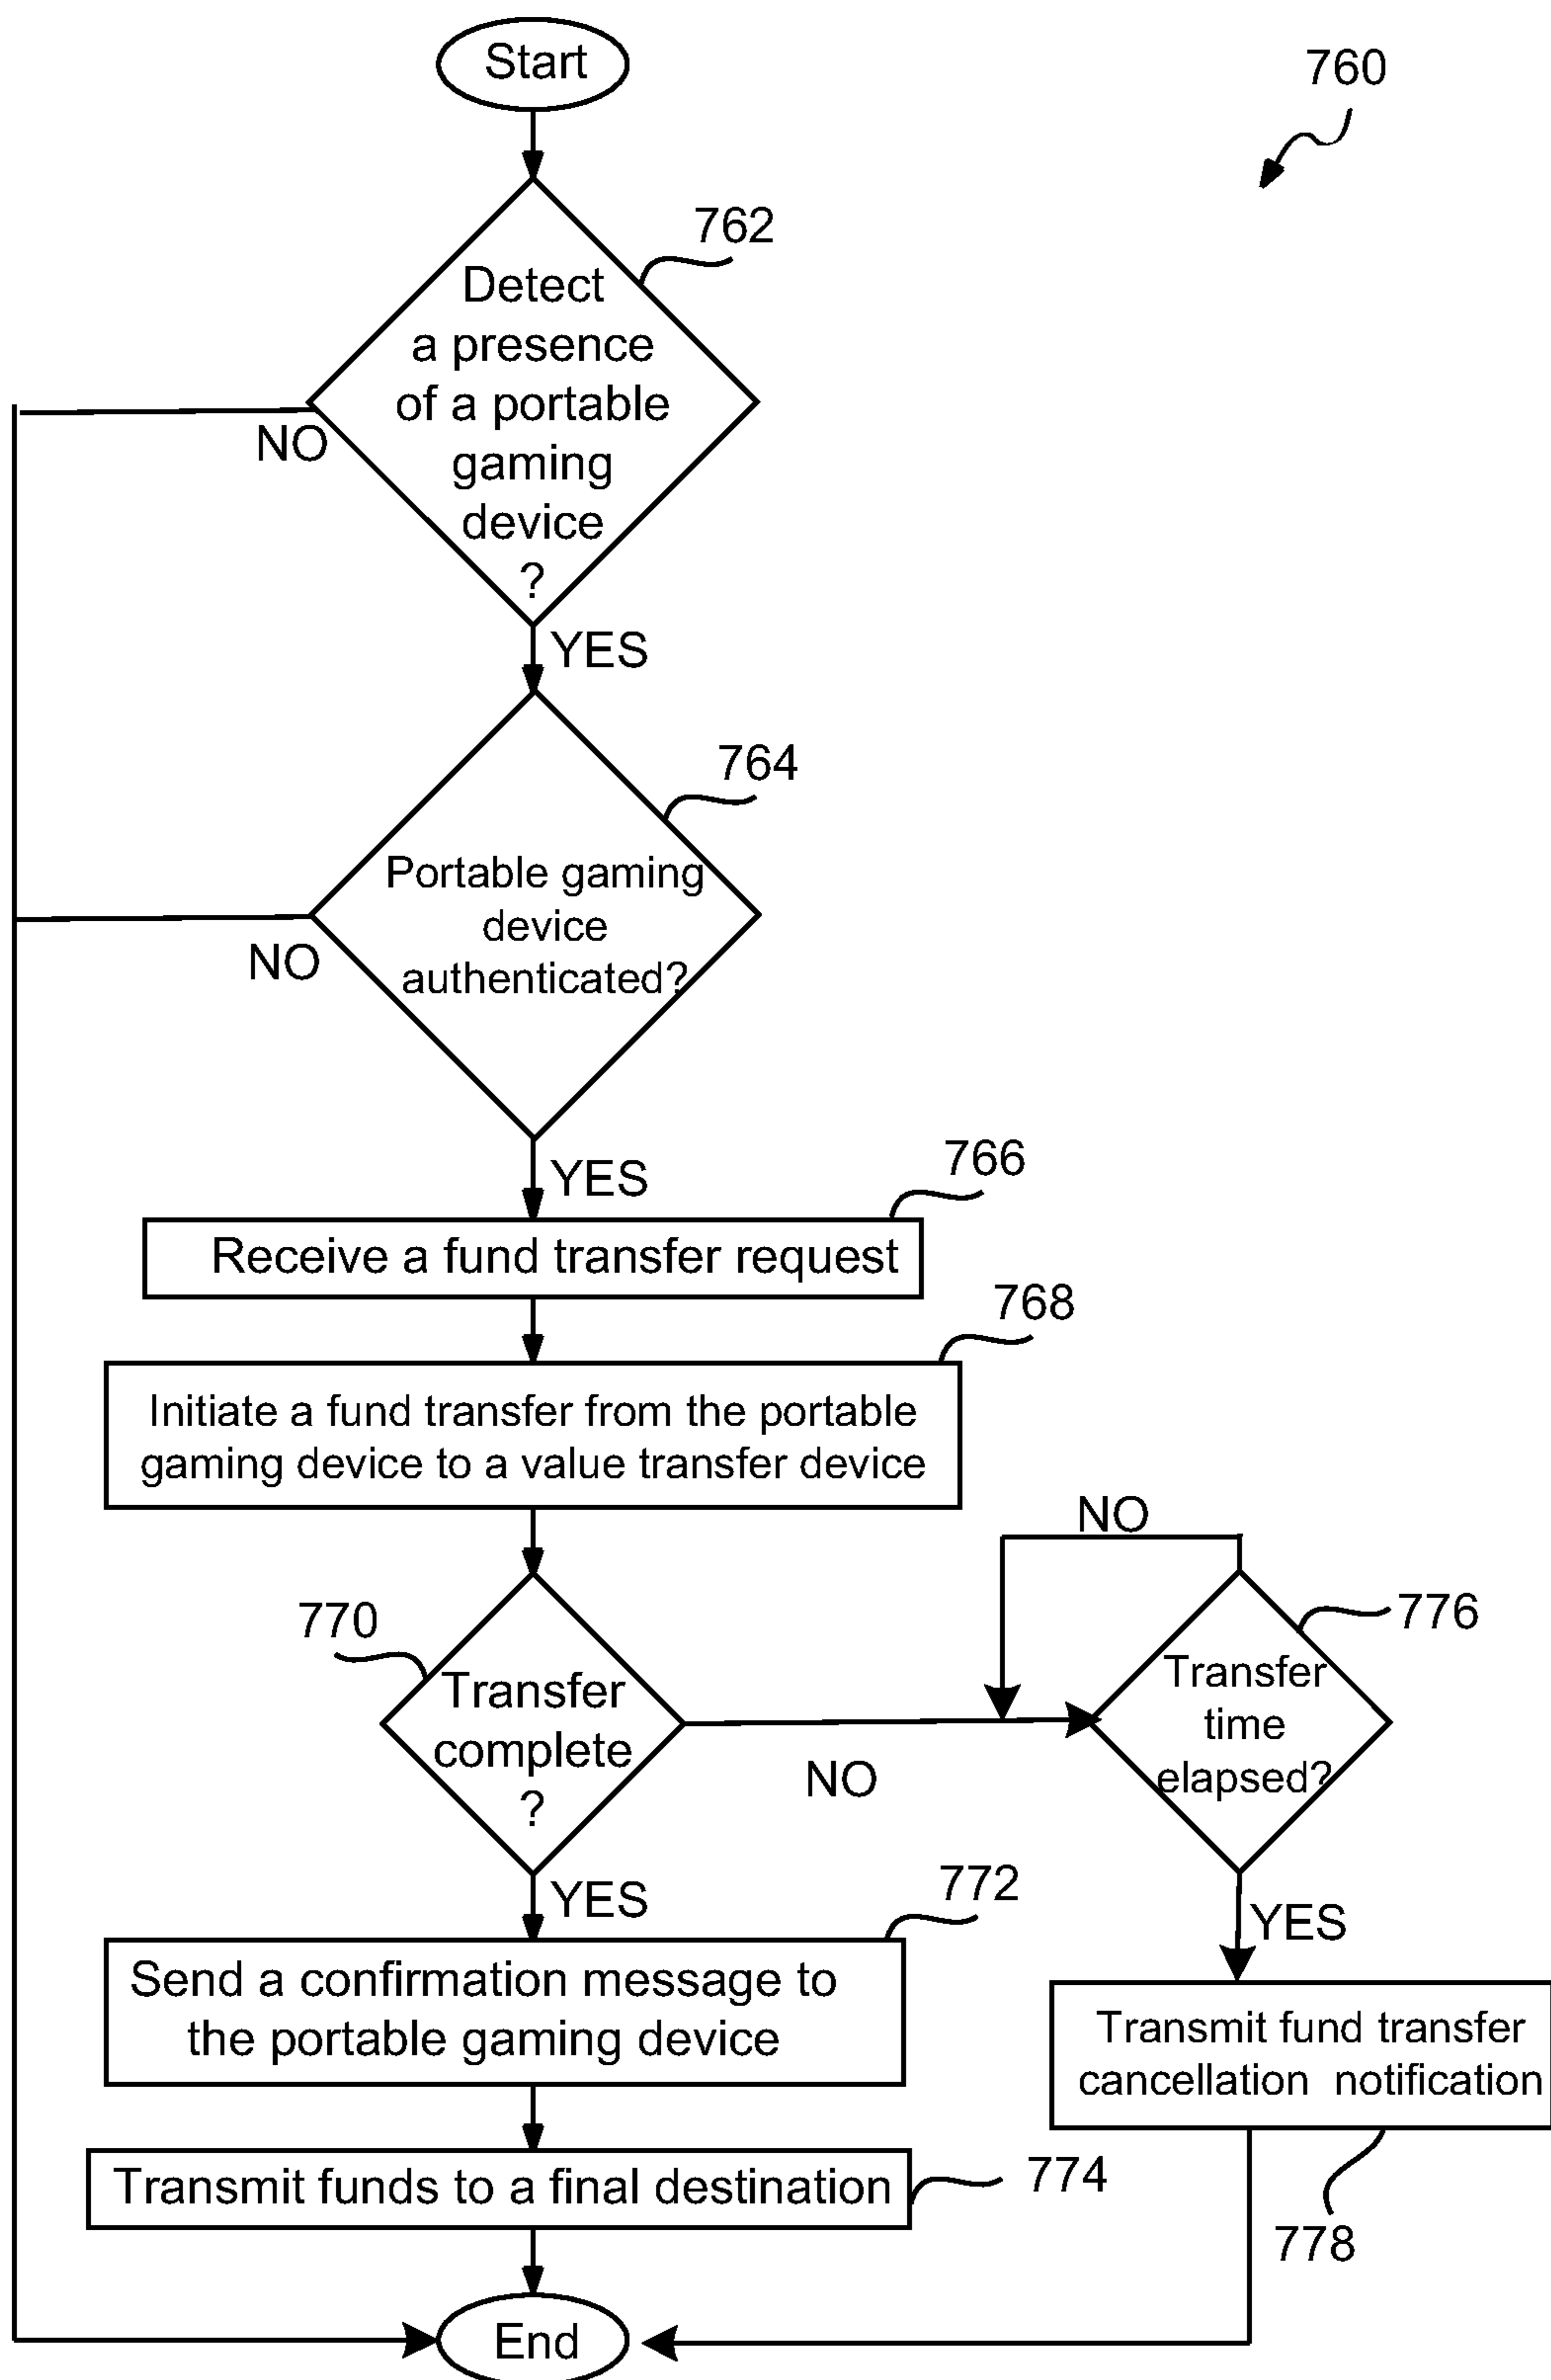 Start
760
762
Detect
a presence
of a portable
gaming
device
?
NO
YES
764
Portable gaming
device
authenticated?
NO
YES
766
Receive a fund transfer request
768
Initiate a fund transfer from the portable
gaming device to a value transfer device
NO
770
776
Transfer
complete
?
Transfer
time
elapsed?
NO
YES
YES
772
Send a confirmation message to
the portable gaming device
Transmit fund transfer
cancellation notification
774
Transmit funds to a final destination
778
End